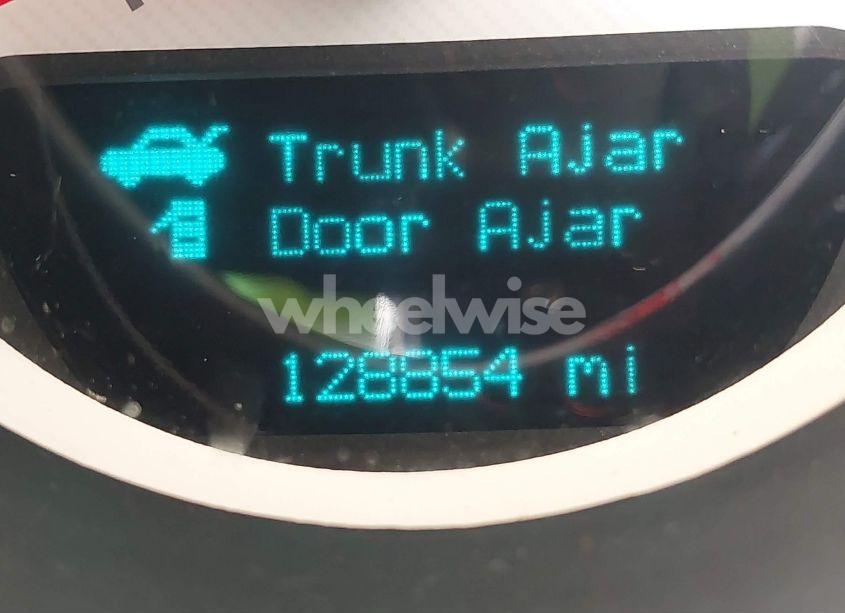 Trunk Ajar
Door Ajar
wheelwise
128854 mi